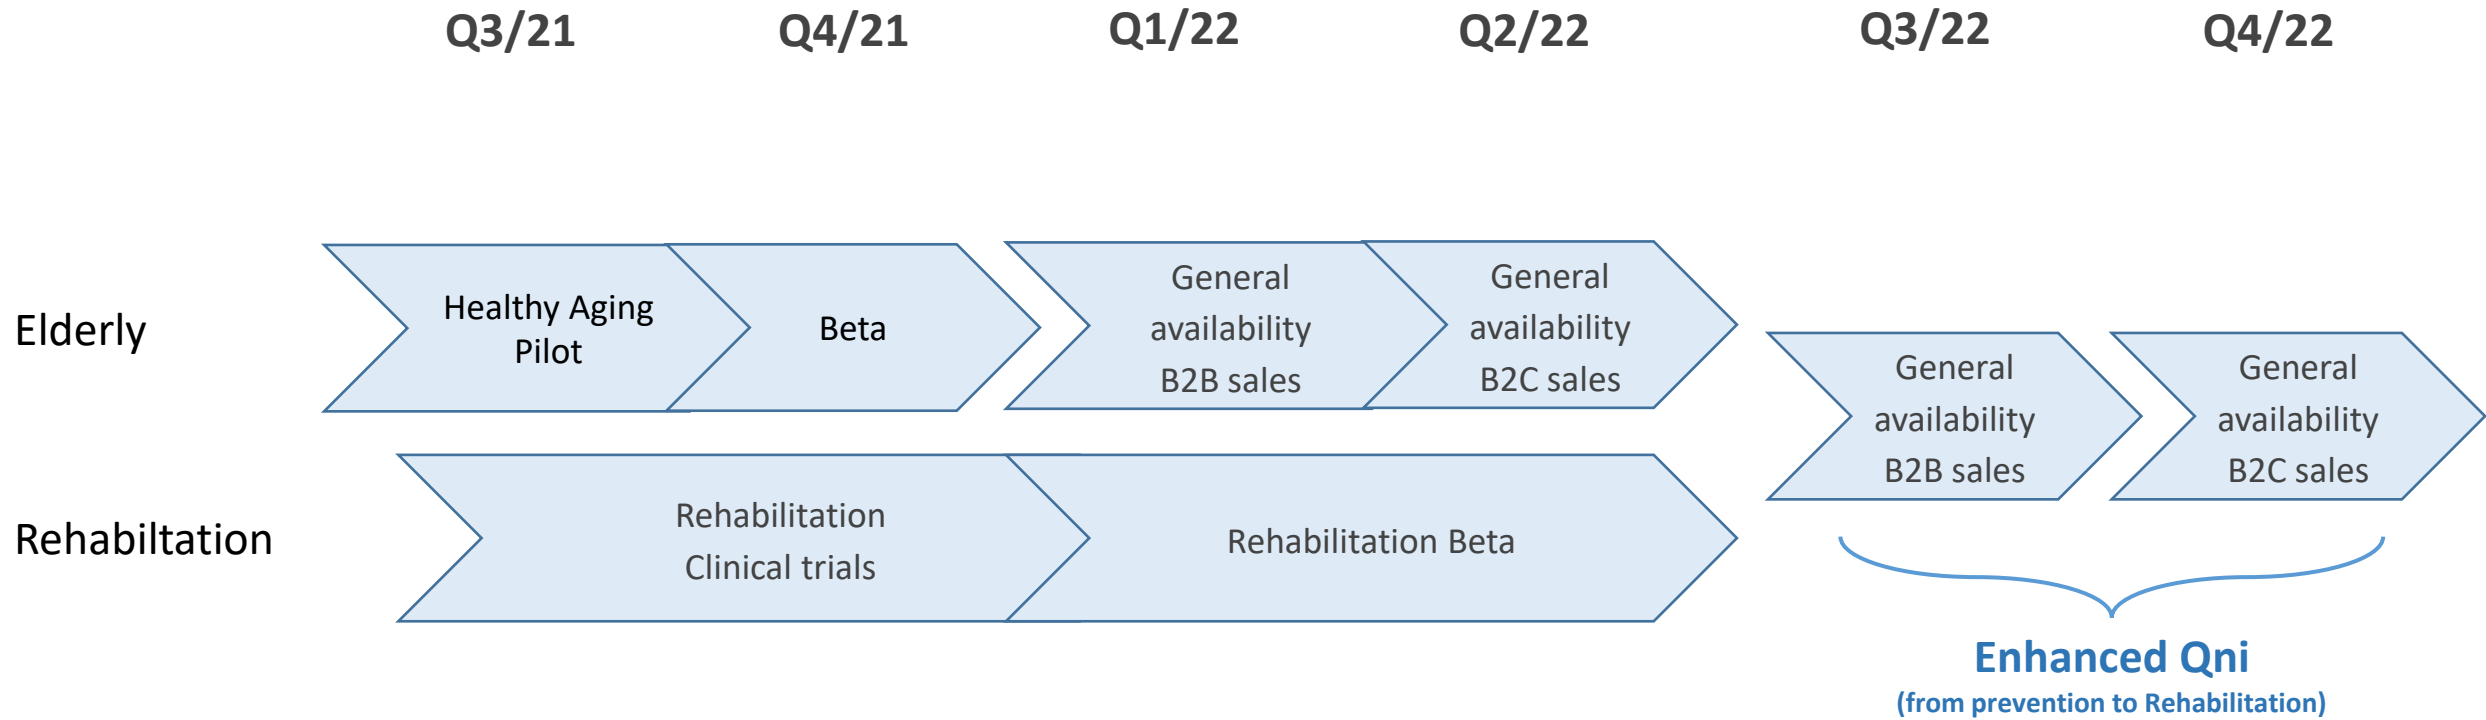 Q3/21
Q4/21
Q1/22
Q2/22
Q3/22
Q4/22
Elderly
Healthy Aging
Pilot
Beta
General
availability
B2B sales
General
availability
B2C sales
General
availability
B2B sales
General
availability
B2C sales
Rehabiltation
Rehabilitation
Clinical trials
Rehabilitation Beta
Enhanced Qni
(from prevention to Rehabilitation)